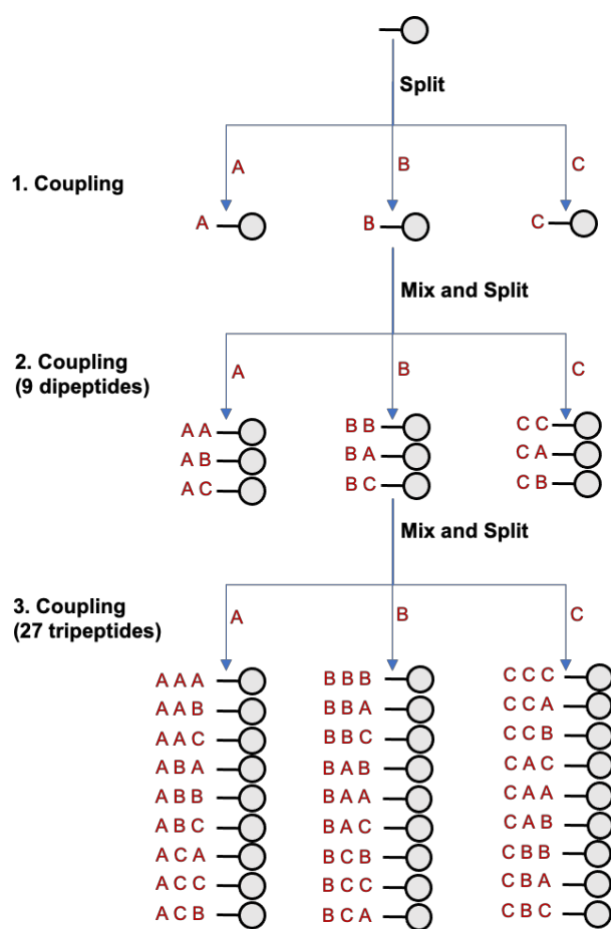 Split
A B C
1. Coupling
A B C
Mix and Split
2. Coupling
(9 dipeptides)
A B C
A A B B C C
A B B A C A
A C B C C B
Mix and Split
3. Coupling
(27 tripeptides)
A B C
A A A B B B C C C
A A B B B A C C A
A A C B B C C C B
A B A B A B C A C
A B B B A A C A A
A B C B A C C A B
A C A B C B C B B
A C C B C C C B A
A C B B C A C B C